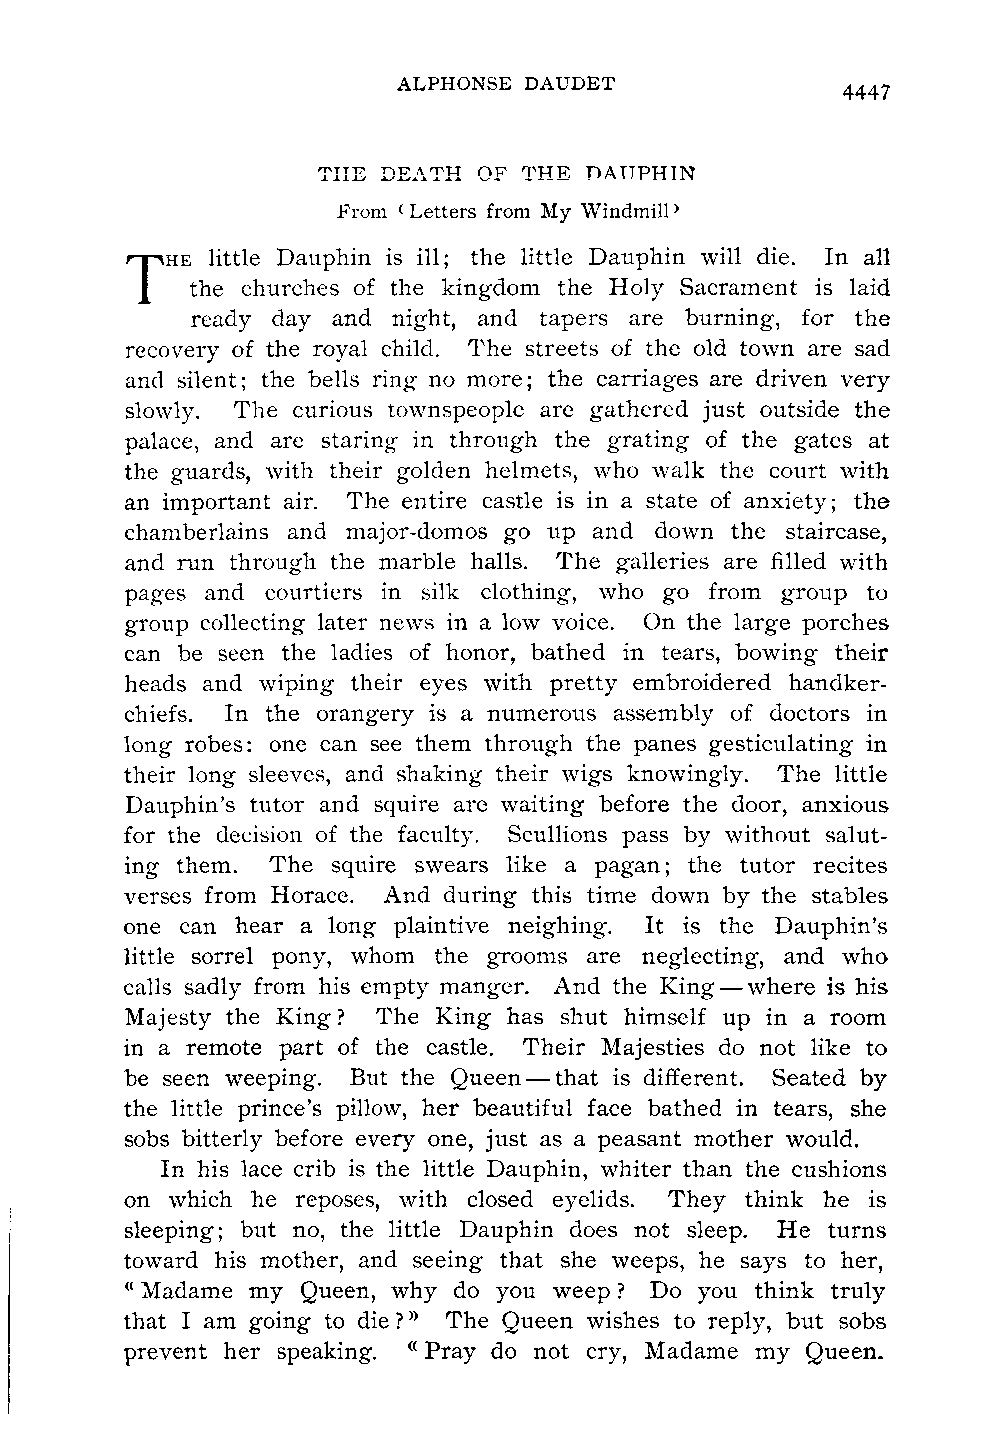 ALPHONSE DAUDET
4447
THE DEATH OF THE DAUPHIN
From ‹Letters from My Windmill›
THE little Dauphin is ill; the little Dauphin will die. In all
the churches of the kingdom the Holy Sacrament is laid
ready day and night, and tapers are burning, for the
recovery of the royal child. The streets of the old town are sad
and silent; the bells ring no more; the carriages are driven very
slowly. The curious townspeople are gathered just outside the
palace, and are staring in through the grating of the gates at
the guards, with their golden helmets, who walk the court with
an important air. The entire castle is in a state of anxiety; the
chamberlains and major-domos go up and down the staircase,
and run through the marble halls. The galleries are filled with
pages and courtiers in silk clothing, who go from group to
group collecting later news in a low voice. On the large porches
can be seen the ladies of honor, bathed in tears, bowing their
heads and wiping their eyes with pretty embroidered handker-
chiefs. In the orangery is a numerous assembly of doctors in
long robes: one can see them through the panes gesticulating in
their long sleeves, and shaking their wigs knowingly. The little
Dauphin's tutor and squire are waiting before the door, anxious
for the decision of the faculty. Scullions pass by without salut-
ing them. The squire swears like a pagan; the tutor recites
verses from Horace. And during this time down by the stables
one can hear a long plaintive neighing. It is the Dauphin's
little sorrel pony, whom the grooms are neglecting, and who
calls sadly from his empty manger. And the King—where is his
Majesty the King? The King has shut himself up in a room
in a remote part of the castle. Their Majesties do not like to
be seen weeping. But the Queen—that is different. Seated by
the little prince's pillow, her beautiful face bathed in tears, she
sobs bitterly before every one, just as a peasant mother would.
In his lace crib is the little Dauphin, whiter than the cushions
on which he reposes, with closed eyelids. They think he is
sleeping; but no, the little Dauphin does not sleep. He turns
toward his mother, and seeing that she weeps, he says to her,
«Madame my Queen, why do you weep? Do you think truly
that I am going to die?» The Queen wishes to reply, but sobs
prevent her speaking. «Pray do not cry, Madame my Queen.